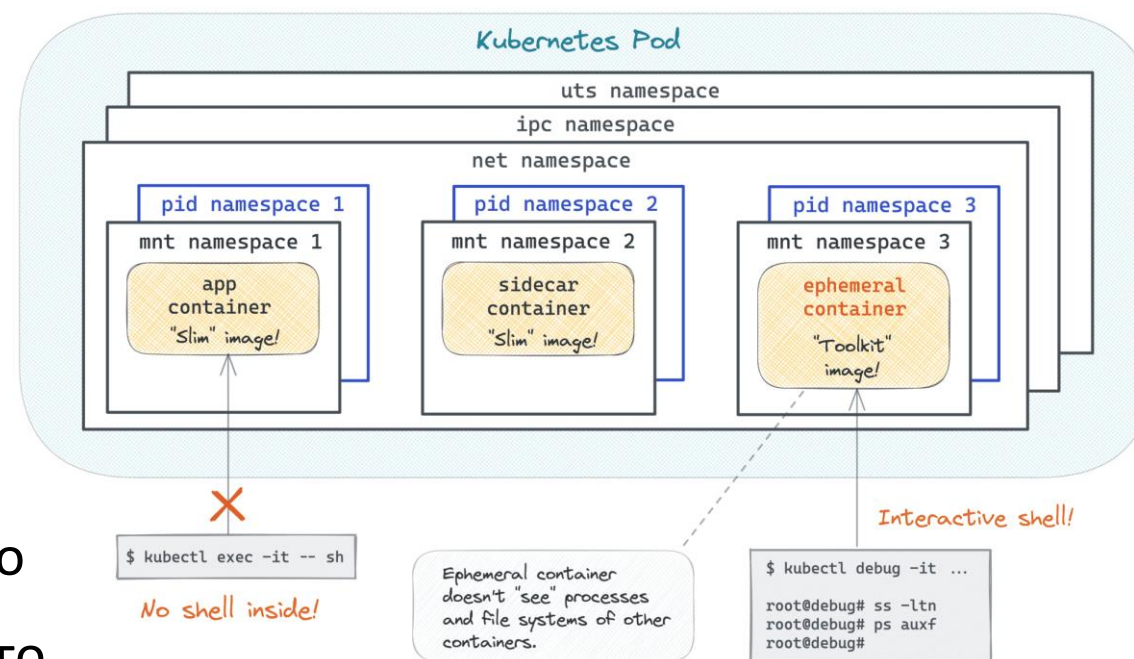 Kubernetes Pod
uts namespace
ipc namespace
net namespace
pid namespace 1
pid namespace 2
pid namespace 3
mnt namespace 1
mnt namespace 2
mnt namespace 3
app
container
"Slim" image!
sidecar
container
"Slim" image!
ephemeral
container
"Toolkit"
image!
$ kubectl exec -it -- sh
No shell inside!
Ephemeral container
doesn't "see" processes
and file systems of other
containers.
Interactive shell!
$ kubectl debug -it ...
root@debug# ss -ltn
root@debug# ps auxf
root@debug#